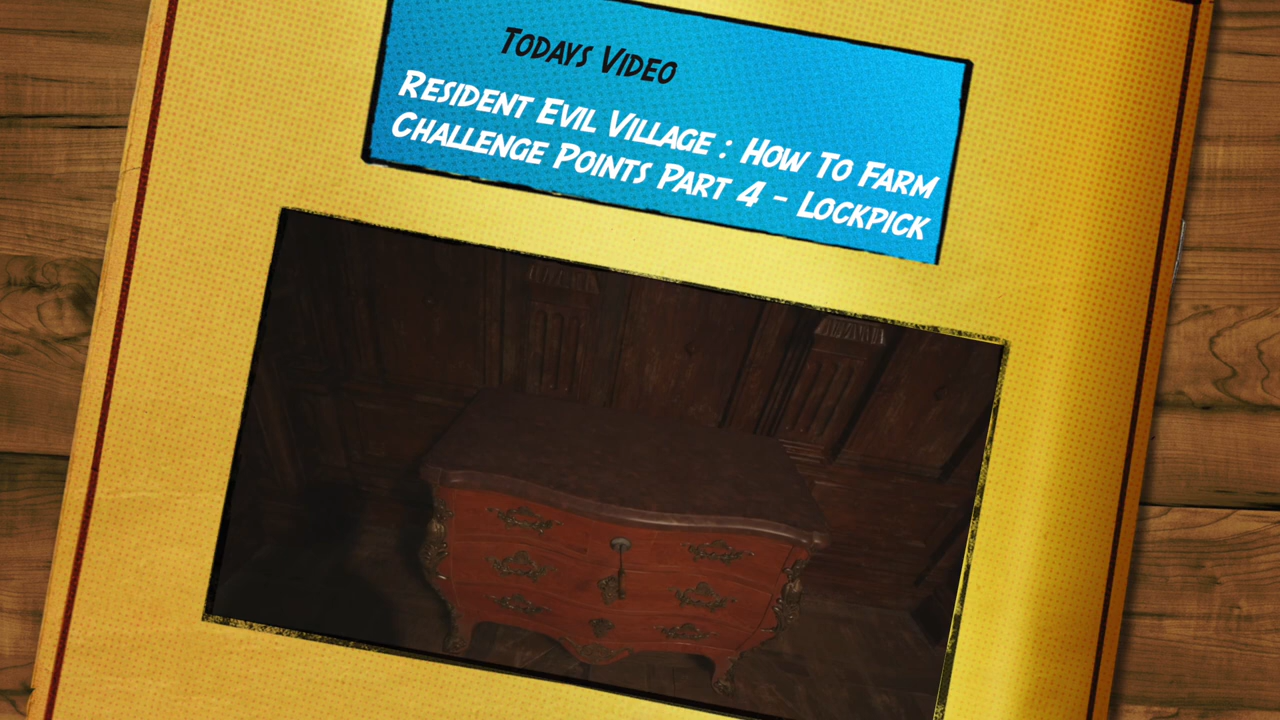 Todays Video
Resident Evil Village : How To Farm
Challenge Points Part 4 - Lockpick